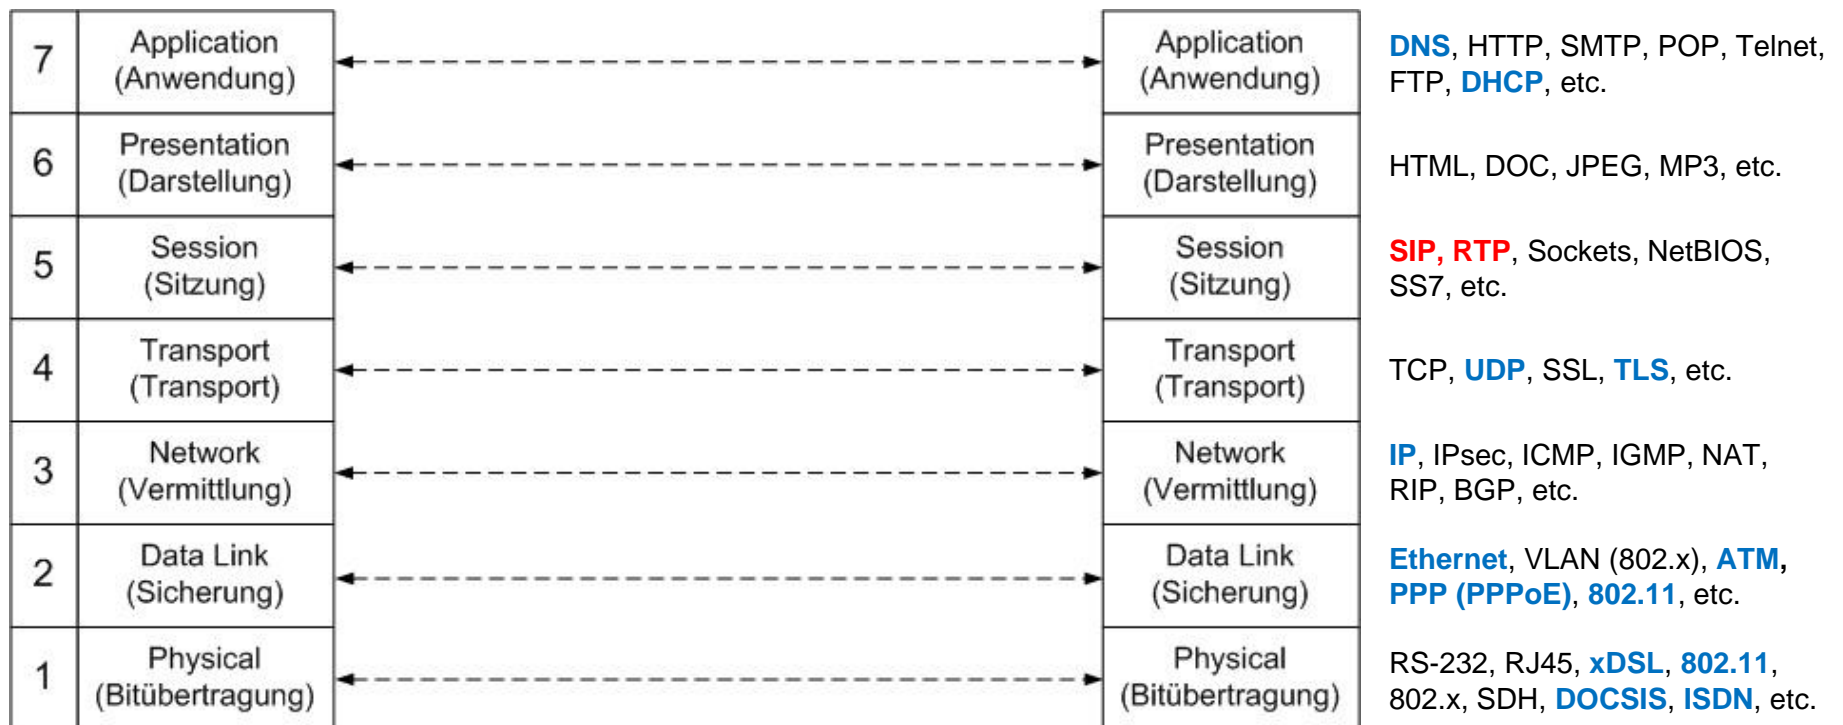 7
Application
(Anwendung)
Application
(Anwendung)
DNS, HTTP, SMTP, POP, Telnet,
FTP, DHCP, etc.
6
Presentation
(Darstellung)
Presentation
(Darstellung)
HTML, DOC, JPEG, MP3, etc.
5
Session
(Sitzung)
Session
(Sitzung)
SIP, RTP, Sockets, NetBIOS,
SS7, etc.
4
Transport
(Transport)
Transport
(Transport)
TCP, UDP, SSL, TLS, etc.
3
Network
(Vermittlung)
Network
(Vermittlung)
IP, IPsec, ICMP, IGMP, NAT,
RIP, BGP, etc.
2
Data Link
(Sicherung)
Data Link
(Sicherung)
Ethernet, VLAN (802.x), ATM,
PPP (PPPoE), 802.11, etc.
1
Physical
(Bitübertragung)
Physical
(Bitübertragung)
RS-232, RJ45, xDSL, 802.11,
802.x, SDH, DOCSIS, ISDN, etc.